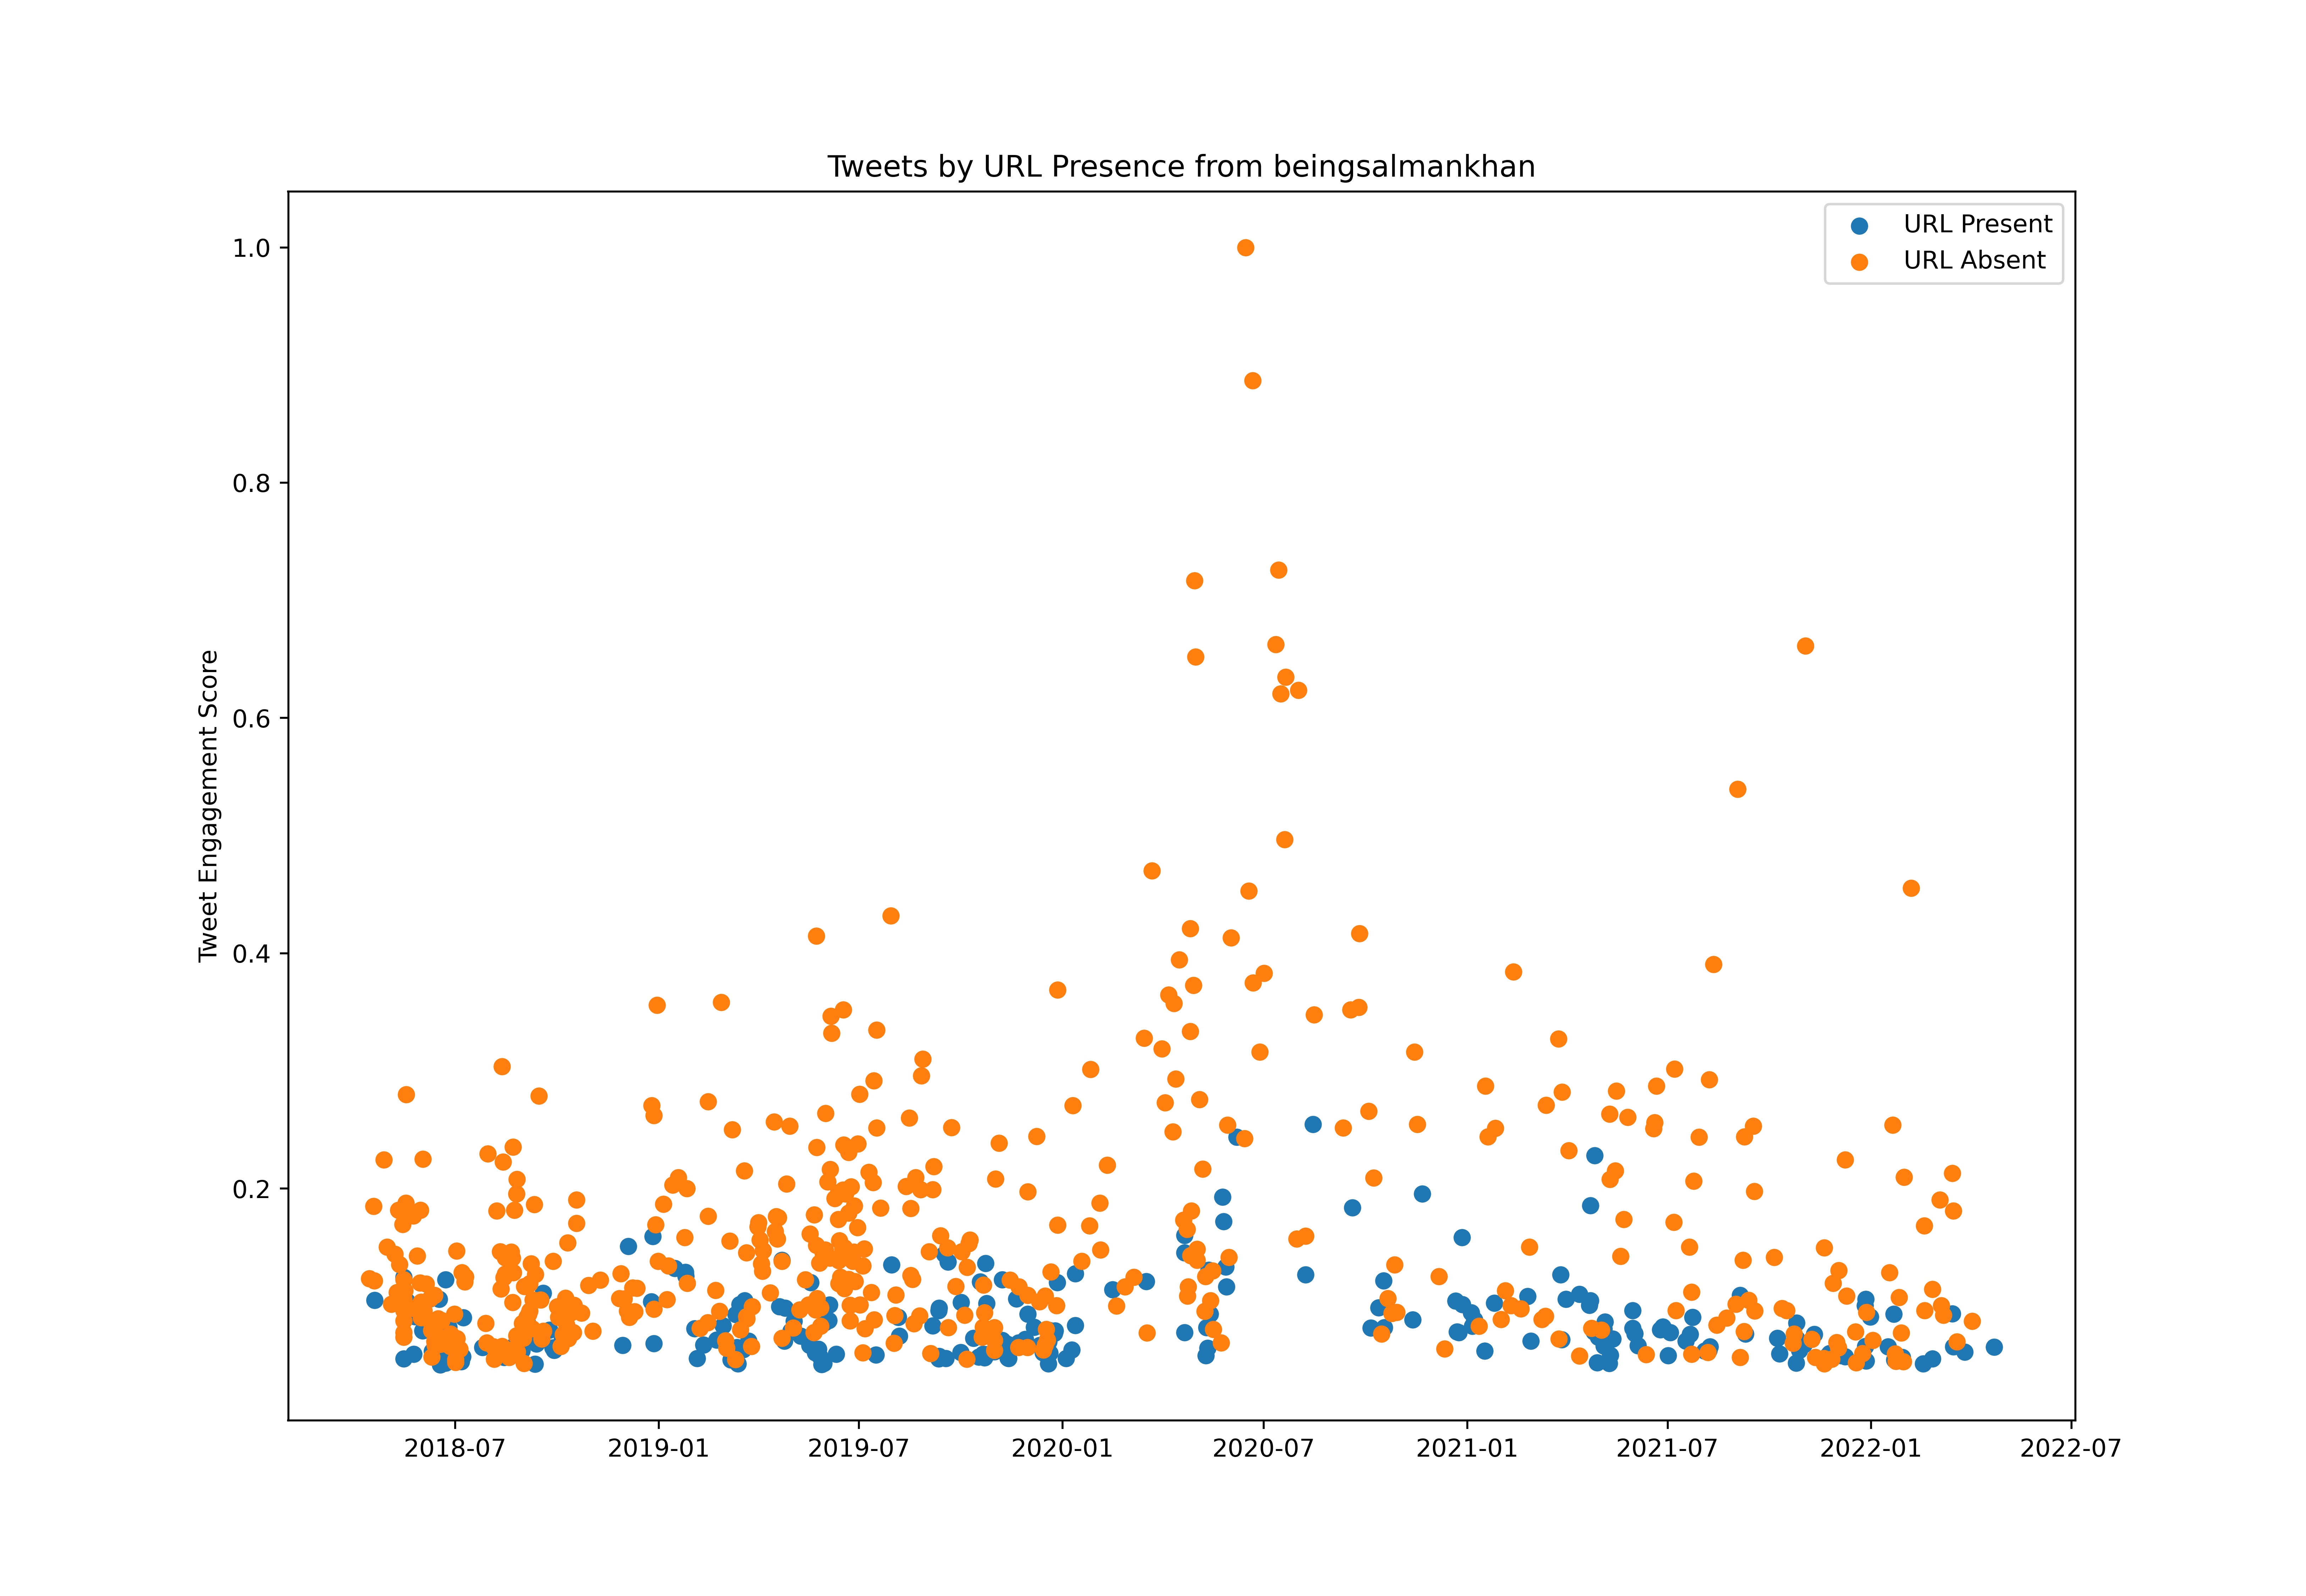 Tweets by URL Presence from beingsalmankhan
URL Present
URL Absent
Tweet Engagement Score
1.0
0.8
0.6
0.4
0.2
2018-07 2019-01 2019-07 2020-01 2020-07 2021-01 2021-07 2022-01 2022-07